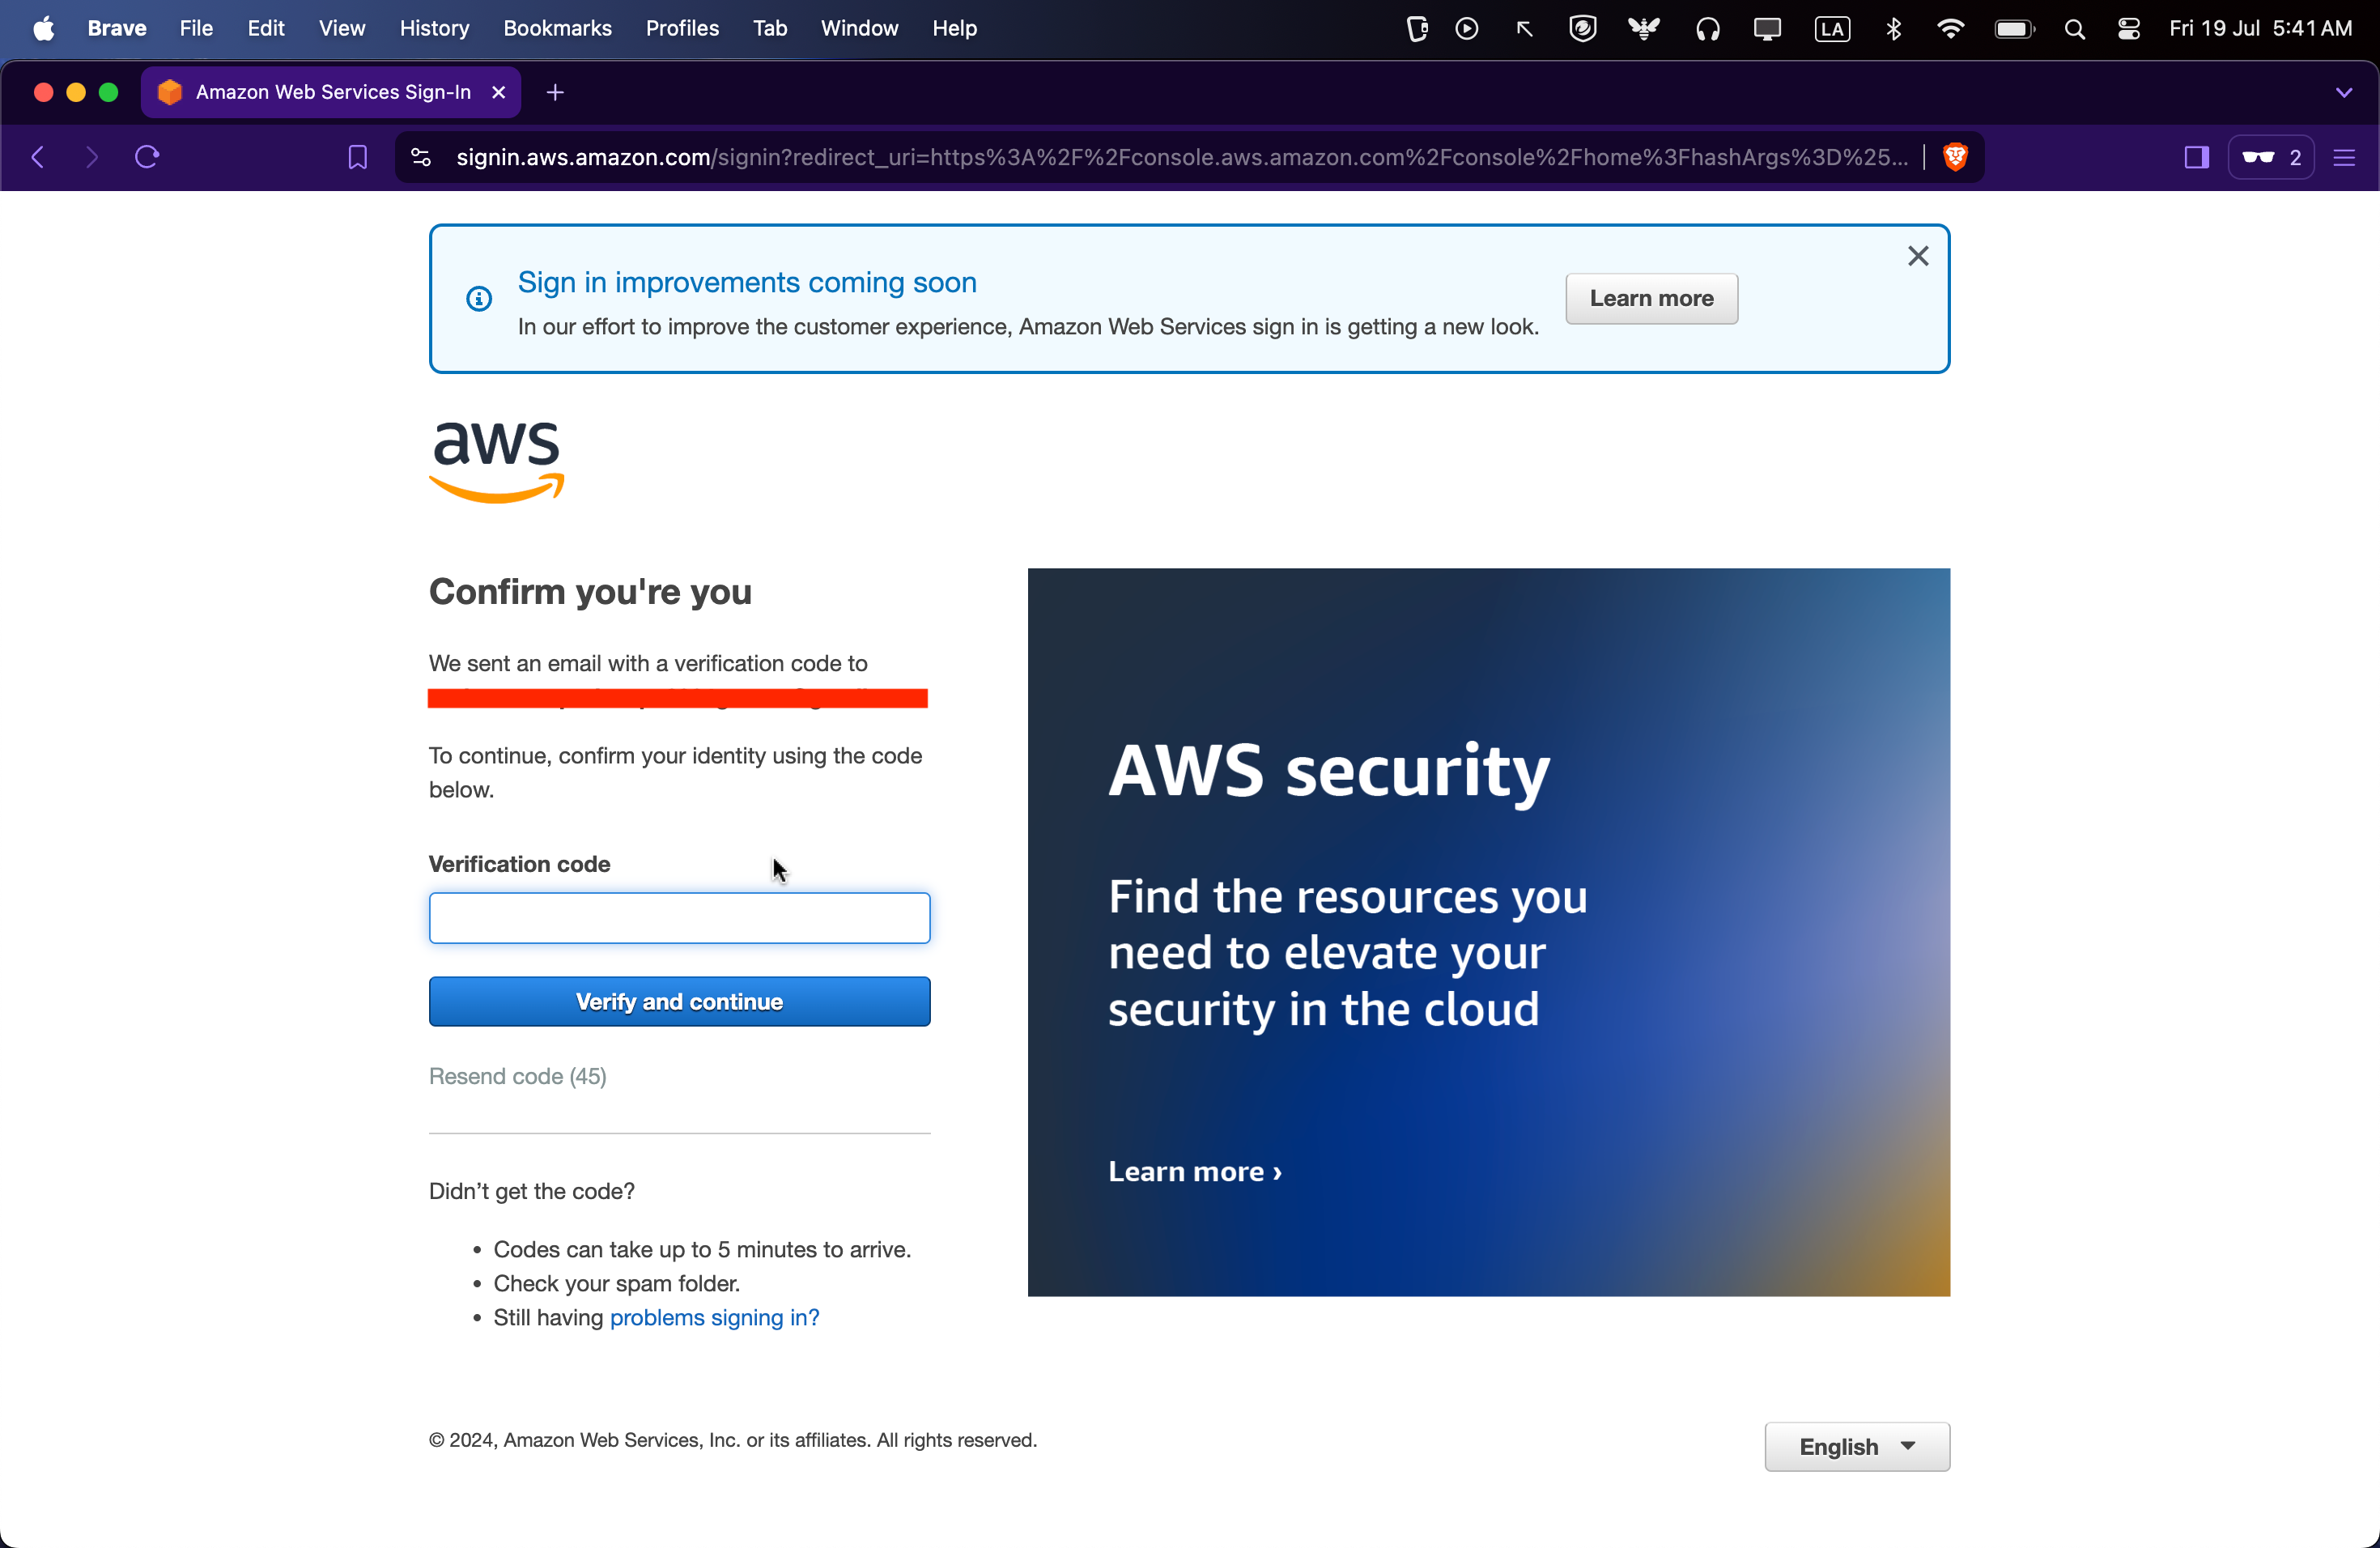 Brave File Edit View History Bookmarks Profiles Tab Window Help LA Fri 19 Jul 5:41 AM
Amazon Web Services Sign-In
signin.aws.amazon.com/signin?redirect_uri=https%3A%2F%2Fconsole.aws.amazon.com%2Fconsole%2Fhome%3FhashArgs%3D%25... 2
Sign in improvements coming soon
In our effort to improve the customer experience, Amazon Web Services sign in is getting a new look.
Learn more
aws
Confirm you're you
We sent an email with a verification code to
To continue, confirm your identity using the code
below.
Verification code
Verify and continue
Resend code (45)
Didn’t get the code?
• Codes can take up to 5 minutes to arrive.
• Check your spam folder.
• Still having problems signing in?
AWS security
Find the resources you
need to elevate your
security in the cloud
Learn more ›
© 2024, Amazon Web Services, Inc. or its affiliates. All rights reserved.
English